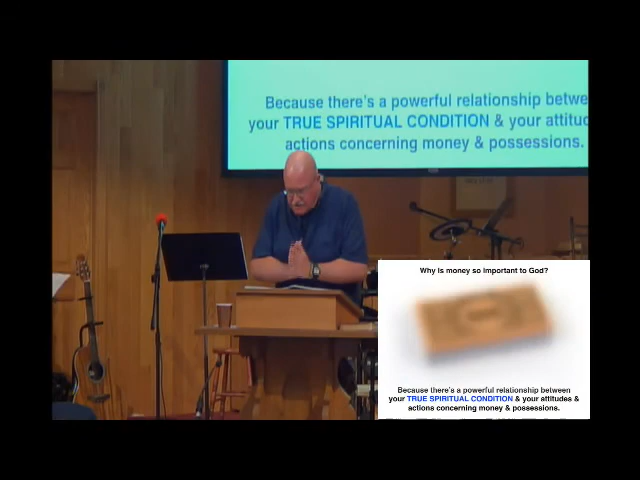 Because there's a powerful relationship betwe
your TRUE SPIRITUAL CONDITION & your attitud
actions concerning money & possessions.
Why is money so important to God?
Because there's a powerful relationship between
your TRUE SPIRITUAL CONDITION & your attitudes &
actions concerning money & possessions.